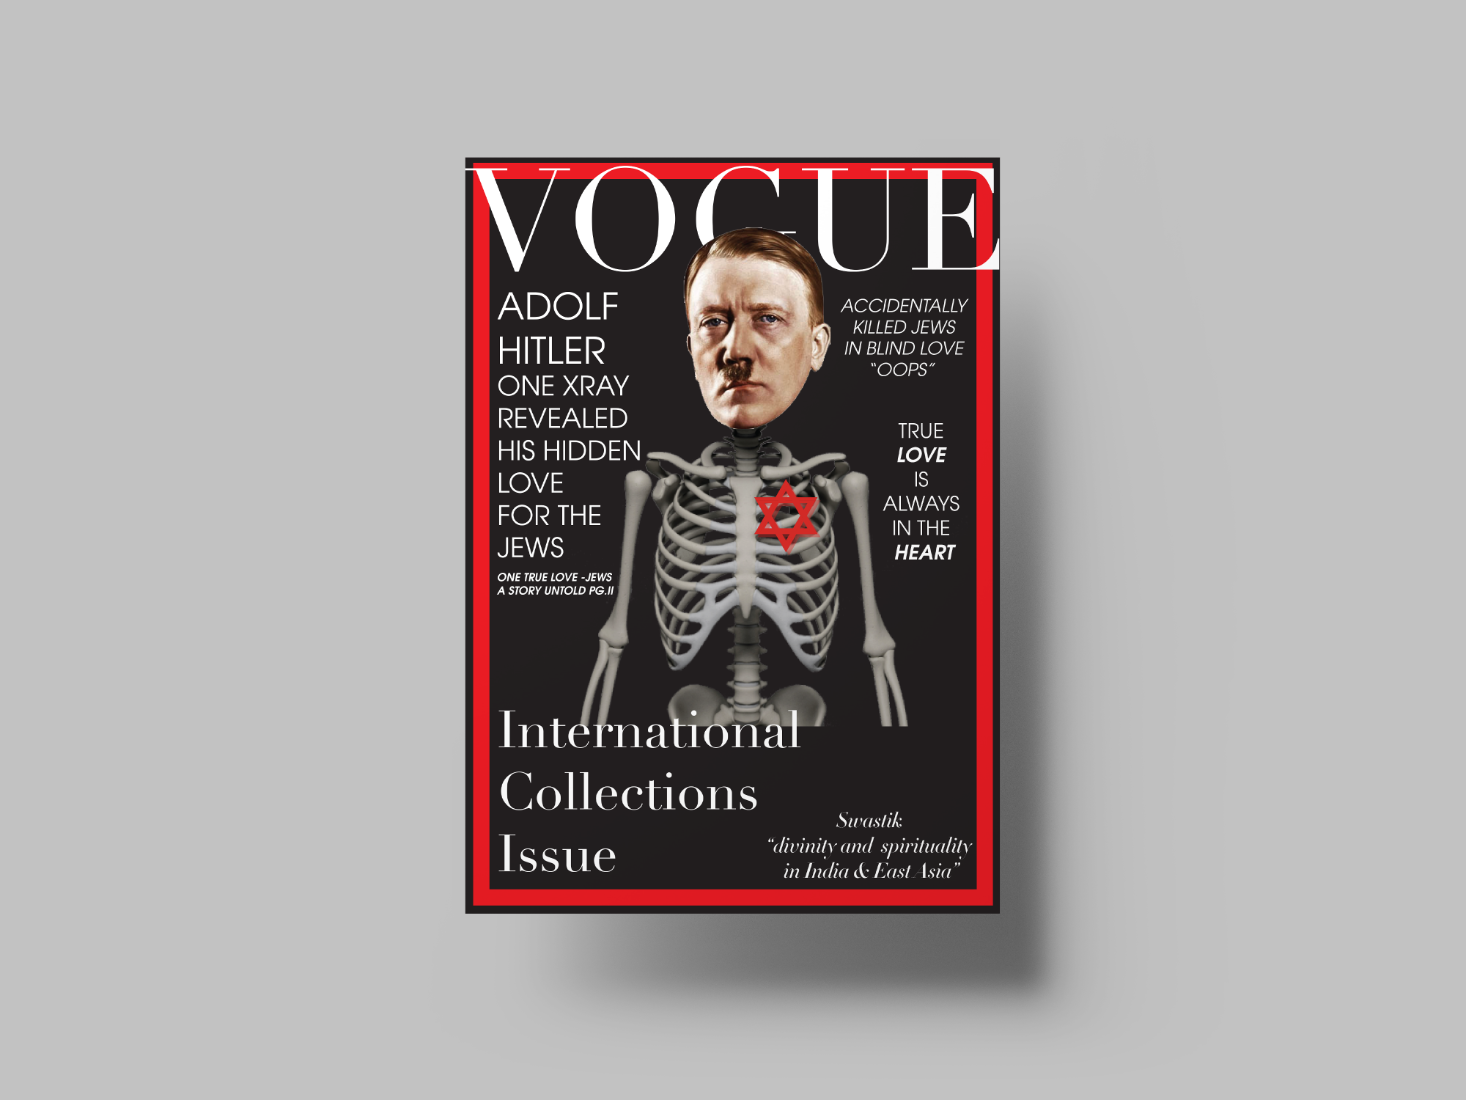 VOGUE
ADOLF
HITLER
ONE XRAY
REVEALED
HIS HIDDEN
LOVE
FOR THE
JEWS
ONE TRUE LOVE -JEWS
A STORY UNTOLD PG.II
ACCIDENTALLY
KILLED JEWS
IN BLIND LOVE
“OOPS”
TRUE
LOVE
IS
ALWAYS
IN THE
HEART
International
Collections
Issue
Swastik
“divinity and spirituality
in India & East Asia”